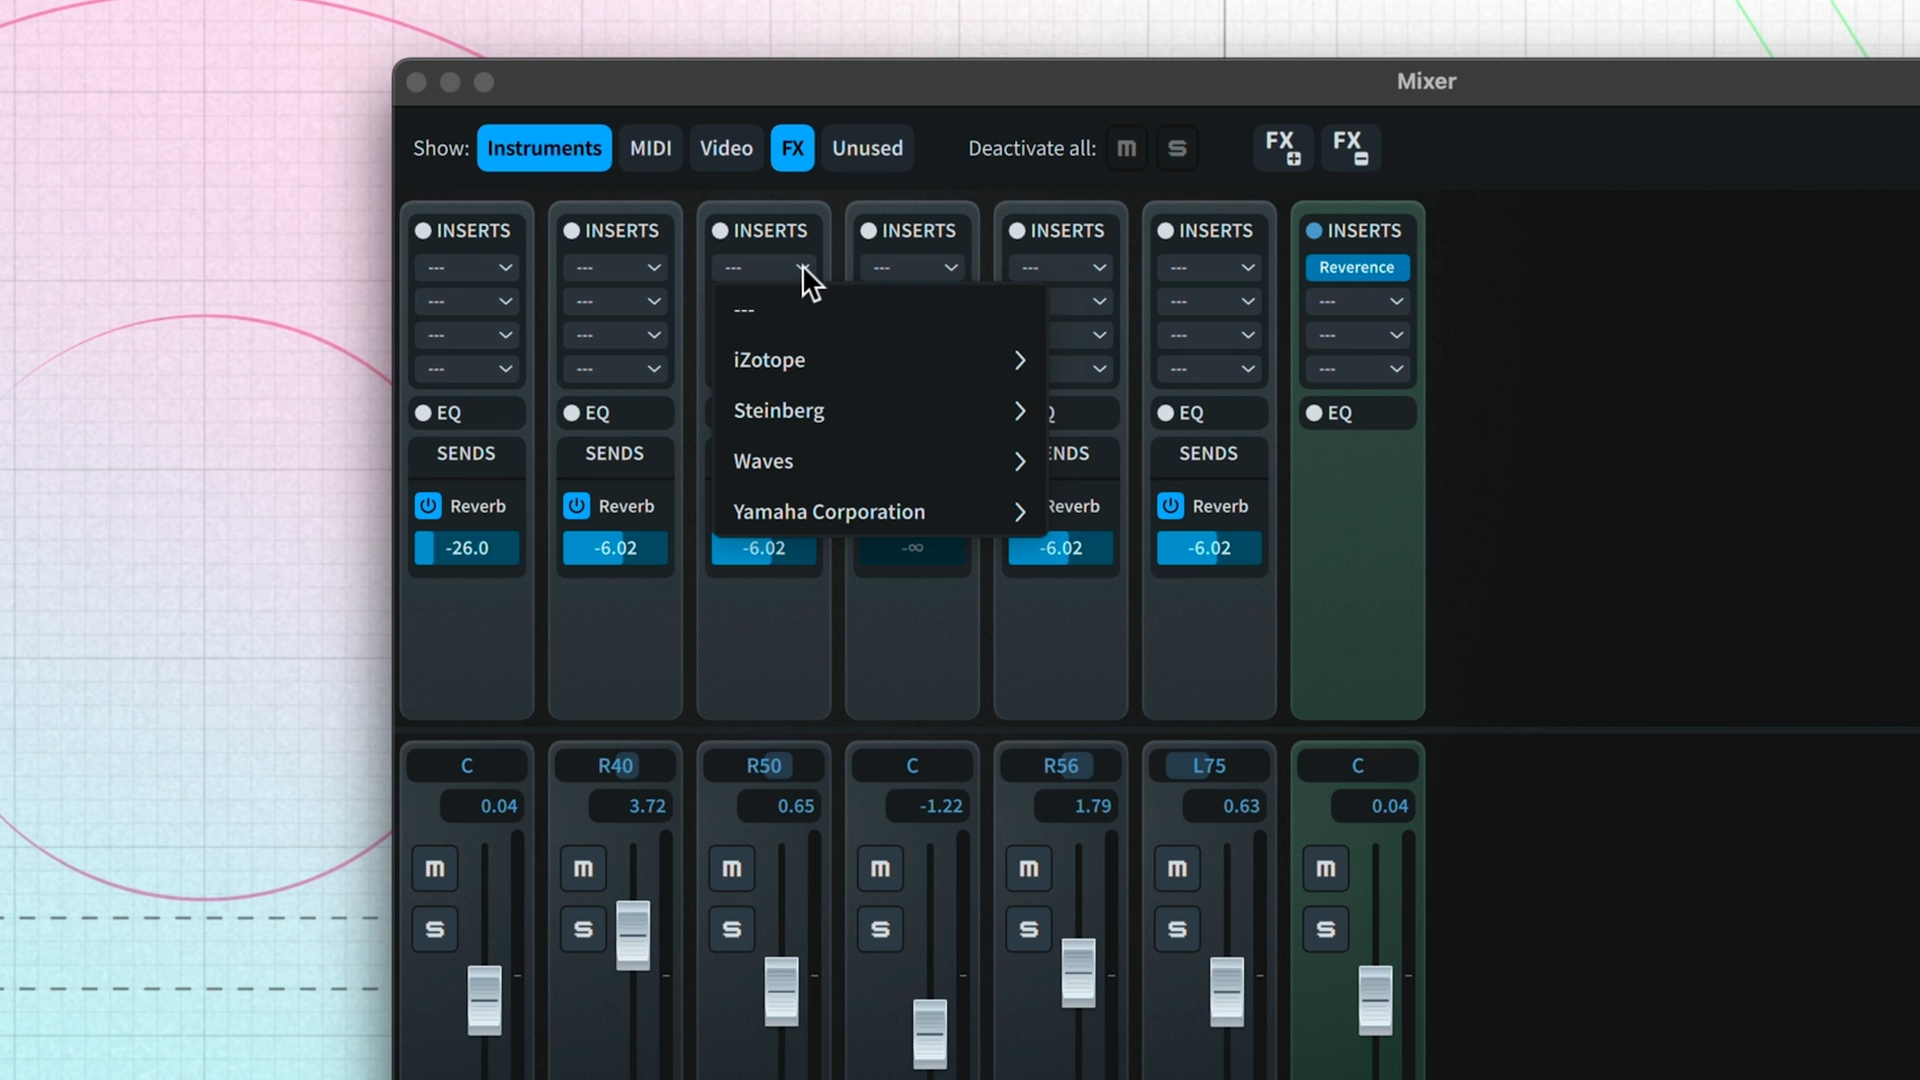 Mixer
Show: Instruments MIDI Video FX Unused Deactivate all: m S FX FX
INSERTS INSERTS INSERTS INSERTS INSERTS INSERTS INSERTS
--- --- --- --- --- --- Reverence
--- --- --- ---
--- --- --- ---
--- --- --- ---
---
iZotope
Steinberg
Waves
Yamaha Corporation
EQ EQ EQ EQ
SENDS SENDS ENDS SENDS
Reverb Reverb Reverb Reverb
-26.0 -6.02 -6.02 -∞ -6.02 -6.02
C R40 R50 C R56 L75 C
0.04 3.72 0.65 -1.22 1.79 0.63 0.04
m m m m m m m
S S S S S S S